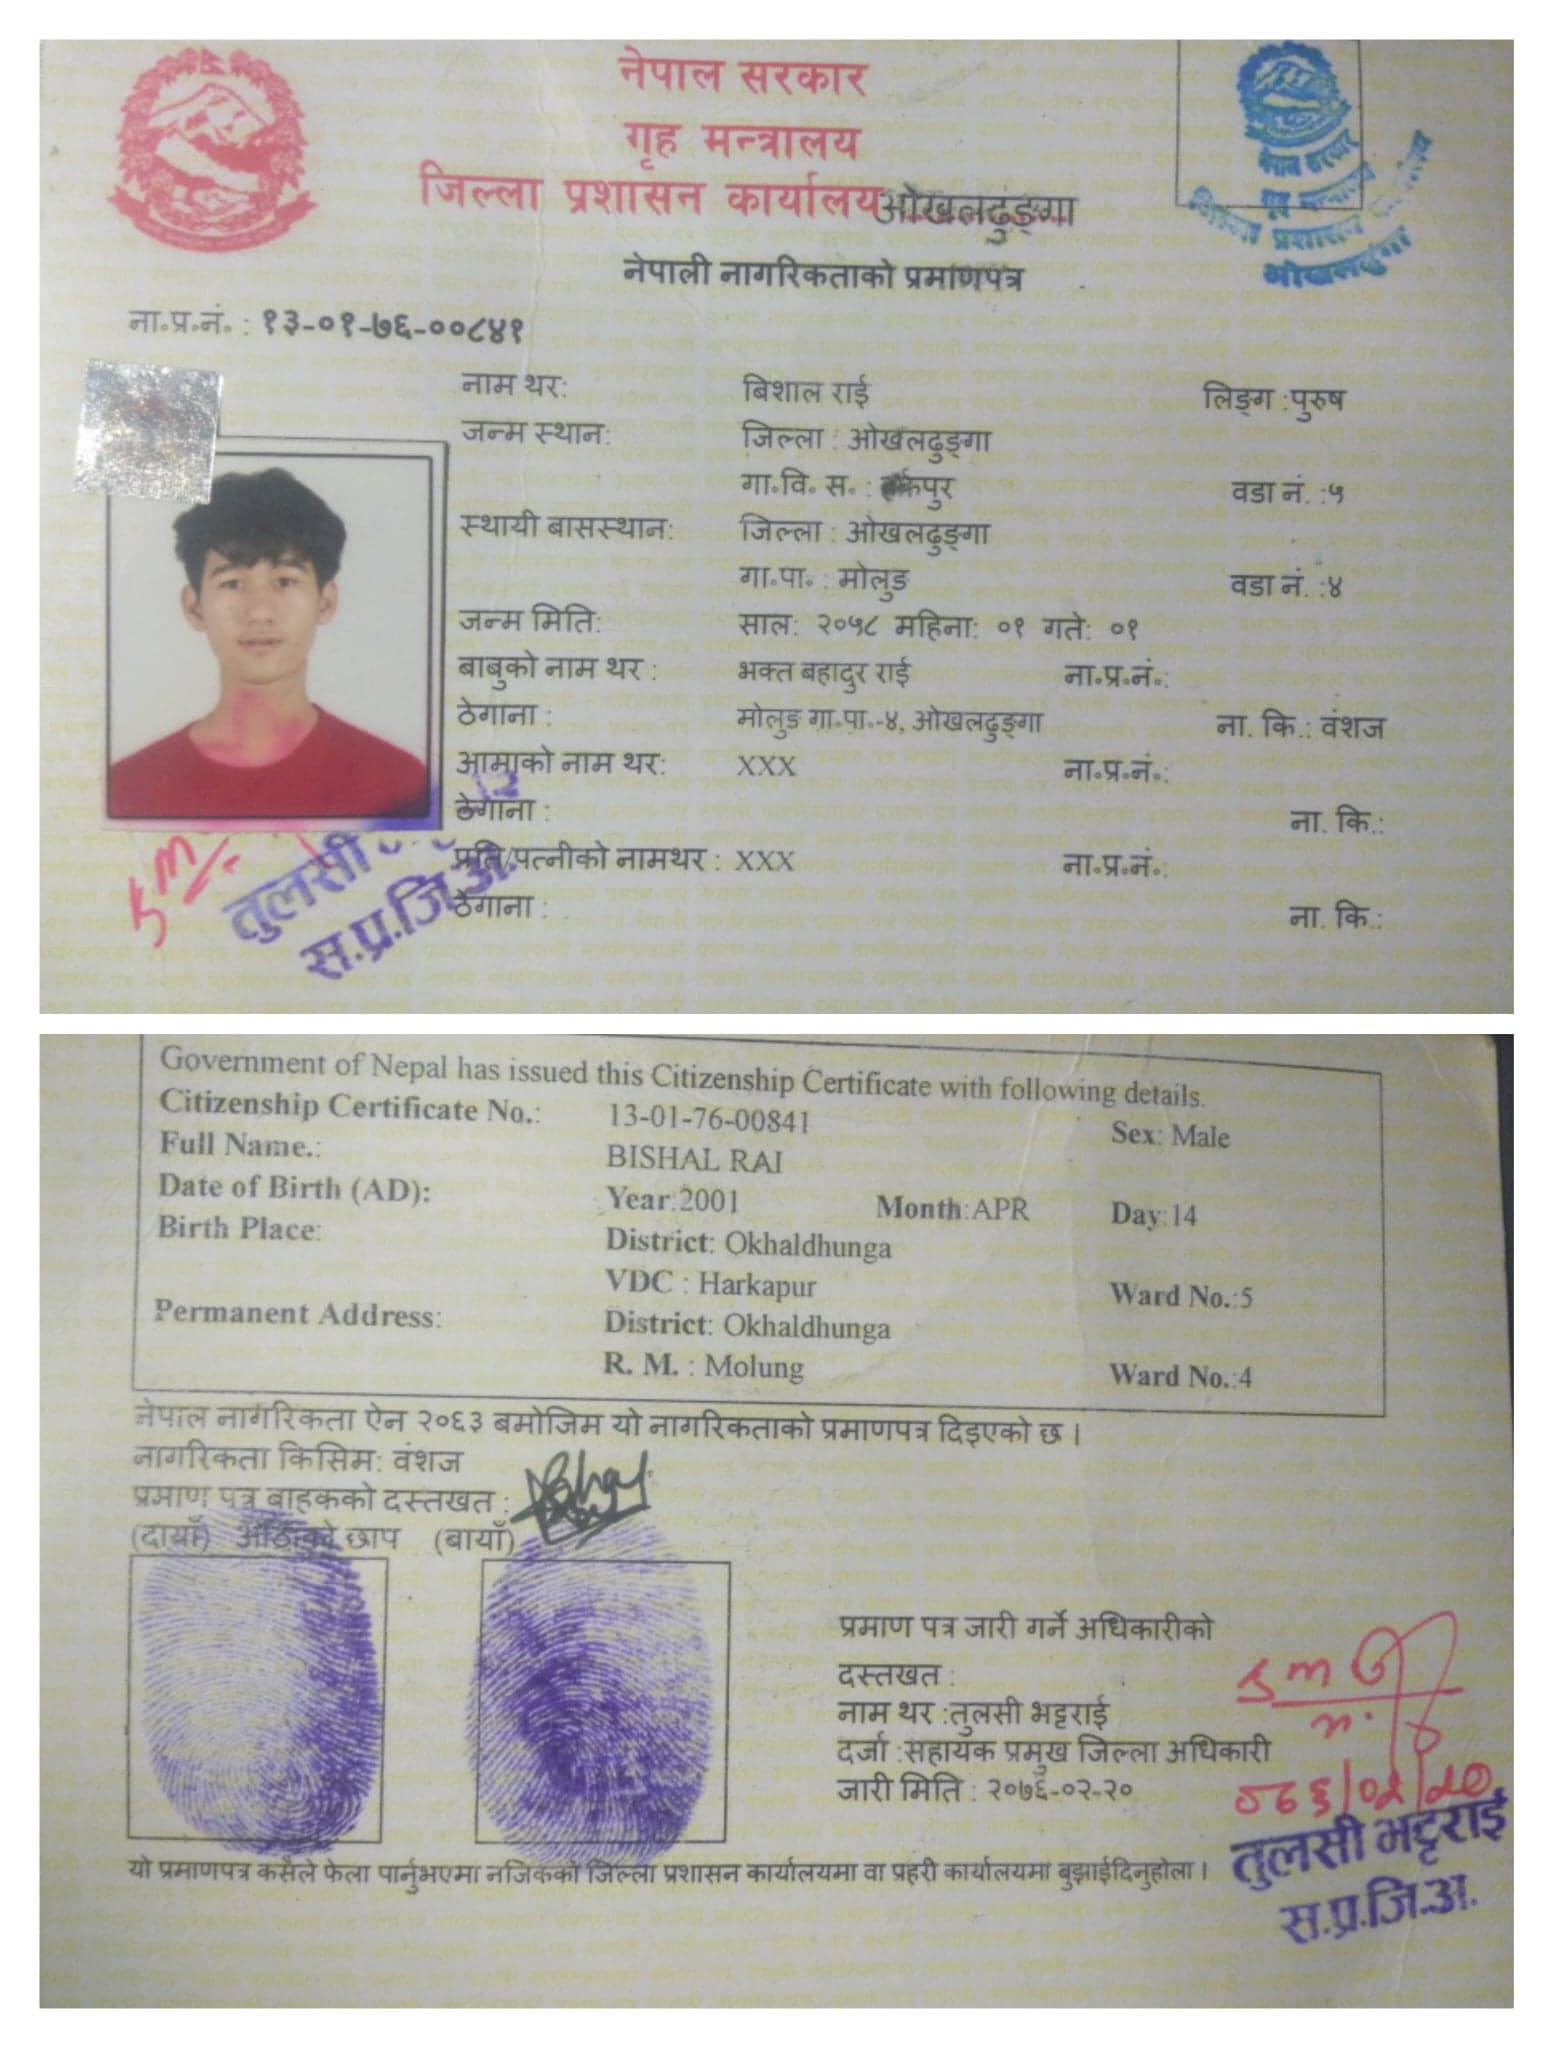 नेपाल सरकार
गृह मन्त्रालय
जिल्ला प्रशासन कार्यालय ओखलढुङ्गा
नेपाल सरकार
गृह मन्त्रालय
जिल्ला प्रशासन कार्यालय
ओखलढुंगा
नेपाली नागरिकताको प्रमाणपत्र
ना॰प्र॰नं॰ : १३-०१-७६-००८४१
नाम थर: बिशाल राई लिङ्ग :पुरुष
जन्म स्थान: जिल्ला : ओखलढुङ्गा
गा॰वि॰ स॰ : वडा नं. :५
स्थायी बासस्थान: जिल्ला : ओखलढुङ्गा
गा॰पा॰ : मोलुङ वडा नं. :४
जन्म मिति: साल: २०५८ महिना: ०१ गते: ०१
बाबुको नाम थर : भक्त बहादुर राई ना॰प्र॰नं॰:
ठेगाना : मोलुङ गा॰पा॰-४, ओखलढुङ्गा ना. कि.: वंशज
आमाको नाम थर: XXX ना॰प्र॰नं॰:
ठेगाना : ना. कि.:
पति/पत्नीको नामथर : XXX ना॰प्र॰नं॰:
ठेगाना : ना. कि.:
तुलसी
स.प्र.जि.अ.
Government of Nepal has issued this Citizenship Certificate with following details.
Citizenship Certificate No.: 13-01-76-00841 Sex: Male
Full Name.: BISHAL RAI
Date of Birth (AD): Year:2001 Month:APR Day:14
Birth Place: District: Okhaldhunga
VDC : Harkapur Ward No.:5
Permanent Address: District: Okhaldhunga
R. M. : Molung Ward No.:4
नेपाल नागरिकता ऐन २०६३ बमोजिम यो नागरिकताको प्रमाणपत्र दिइएको छ ।
नागरिकता किसिम: वंशज
प्रमाण पत्र बाहकको दस्तखत :
(दायाँ) औंठाको छाप (बायाँ)
प्रमाण पत्र जारी गर्ने अधिकारीको
दस्तखत :
नाम थर :तुलसी भट्टराई
दर्जा :सहायक प्रमुख जिल्ला अधिकारी
जारी मिति : २०७६-०२-२०
तुलसी भट्टराई
स.प्र.जि.अ.
यो प्रमाणपत्र कसैले फेला पार्नुभएमा नजिकको जिल्ला प्रशासन कार्यालयमा वा प्रहरी कार्यालयमा बुझाईदिनुहोला ।